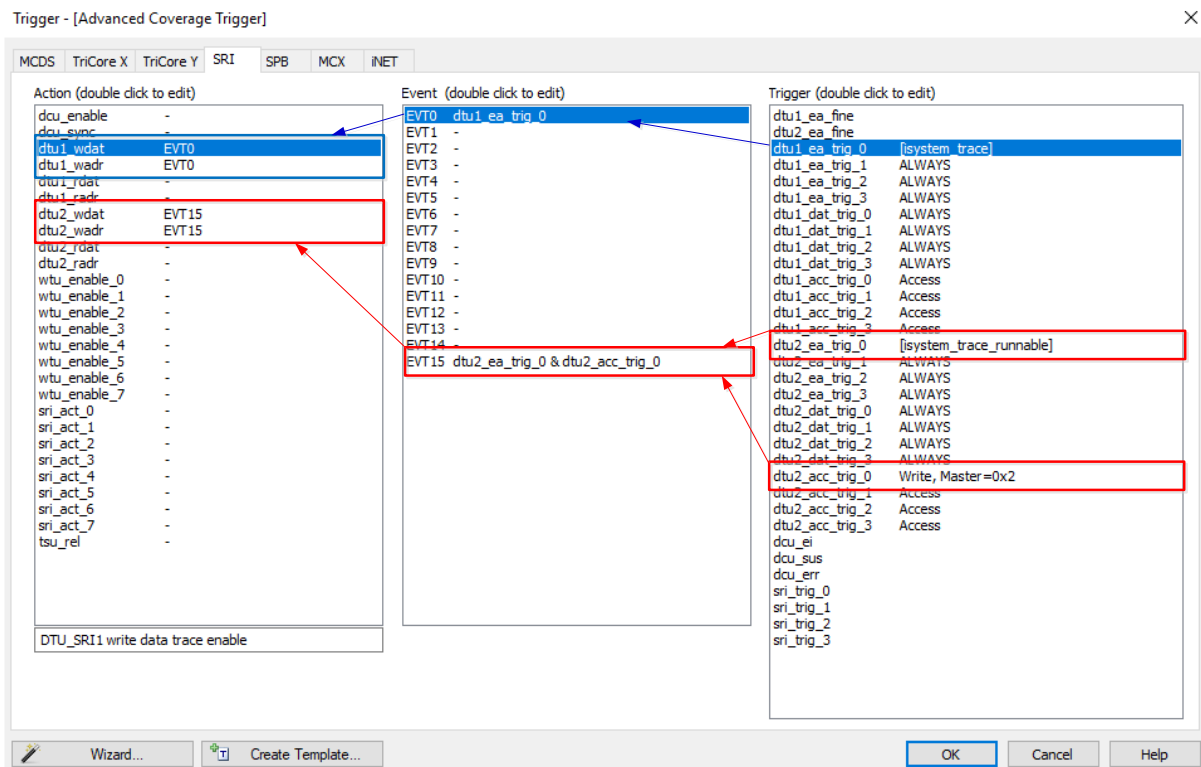 Trigger - [Advanced Coverage Trigger]
MCDS TriCore X TriCore Y SRI SPB MCX iNET
Action (double click to edit)
dcu_enable -
dcu_sync -
dtu1_wdat EVT0
dtu1_wadr EVT0
dtu1_rdat -
dtu1_radr -
dtu2_wdat EVT15
dtu2_wadr EVT15
dtu2_rdat -
dtu2_radr -
wtu_enable_0 -
wtu_enable_1 -
wtu_enable_2 -
wtu_enable_3 -
wtu_enable_4 -
wtu_enable_5 -
wtu_enable_6 -
wtu_enable_7 -
sri_act_0 -
sri_act_1 -
sri_act_2 -
sri_act_3 -
sri_act_4 -
sri_act_5 -
sri_act_6 -
sri_act_7 -
tsu_rel -
DTU_SRI1 write data trace enable
Event (double click to edit)
EVT0 dtu1_ea_trig_0
EVT1 -
EVT2 -
EVT3 -
EVT4 -
EVT5 -
EVT6 -
EVT7 -
EVT8 -
EVT9 -
EVT10 -
EVT11 -
EVT12 -
EVT13 -
EVT14 -
EVT15 dtu2_ea_trig_0 & dtu2_acc_trig_0
Trigger (double click to edit)
dtu1_ea_fine
dtu2_ea_fine
dtu1_ea_trig_0 [isystem_trace]
dtu1_ea_trig_1 ALWAYS
dtu1_ea_trig_2 ALWAYS
dtu1_ea_trig_3 ALWAYS
dtu1_dat_trig_0 ALWAYS
dtu1_dat_trig_1 ALWAYS
dtu1_dat_trig_2 ALWAYS
dtu1_dat_trig_3 ALWAYS
dtu1_acc_trig_0 Access
dtu1_acc_trig_1 Access
dtu1_acc_trig_2 Access
dtu1_acc_trig_3 Access
dtu2_ea_trig_0 [isystem_trace_runnable]
dtu2_ea_trig_1 ALWAYS
dtu2_ea_trig_2 ALWAYS
dtu2_ea_trig_3 ALWAYS
dtu2_dat_trig_0 ALWAYS
dtu2_dat_trig_1 ALWAYS
dtu2_dat_trig_2 ALWAYS
dtu2_dat_trig_3 ALWAYS
dtu2_acc_trig_0 Write, Master=0x2
dtu2_acc_trig_1 Access
dtu2_acc_trig_2 Access
dtu2_acc_trig_3 Access
dcu_ei
dcu_sus
dcu_err
sri_trig_0
sri_trig_1
sri_trig_2
sri_trig_3
Wizard... Create Template... OK Cancel Help